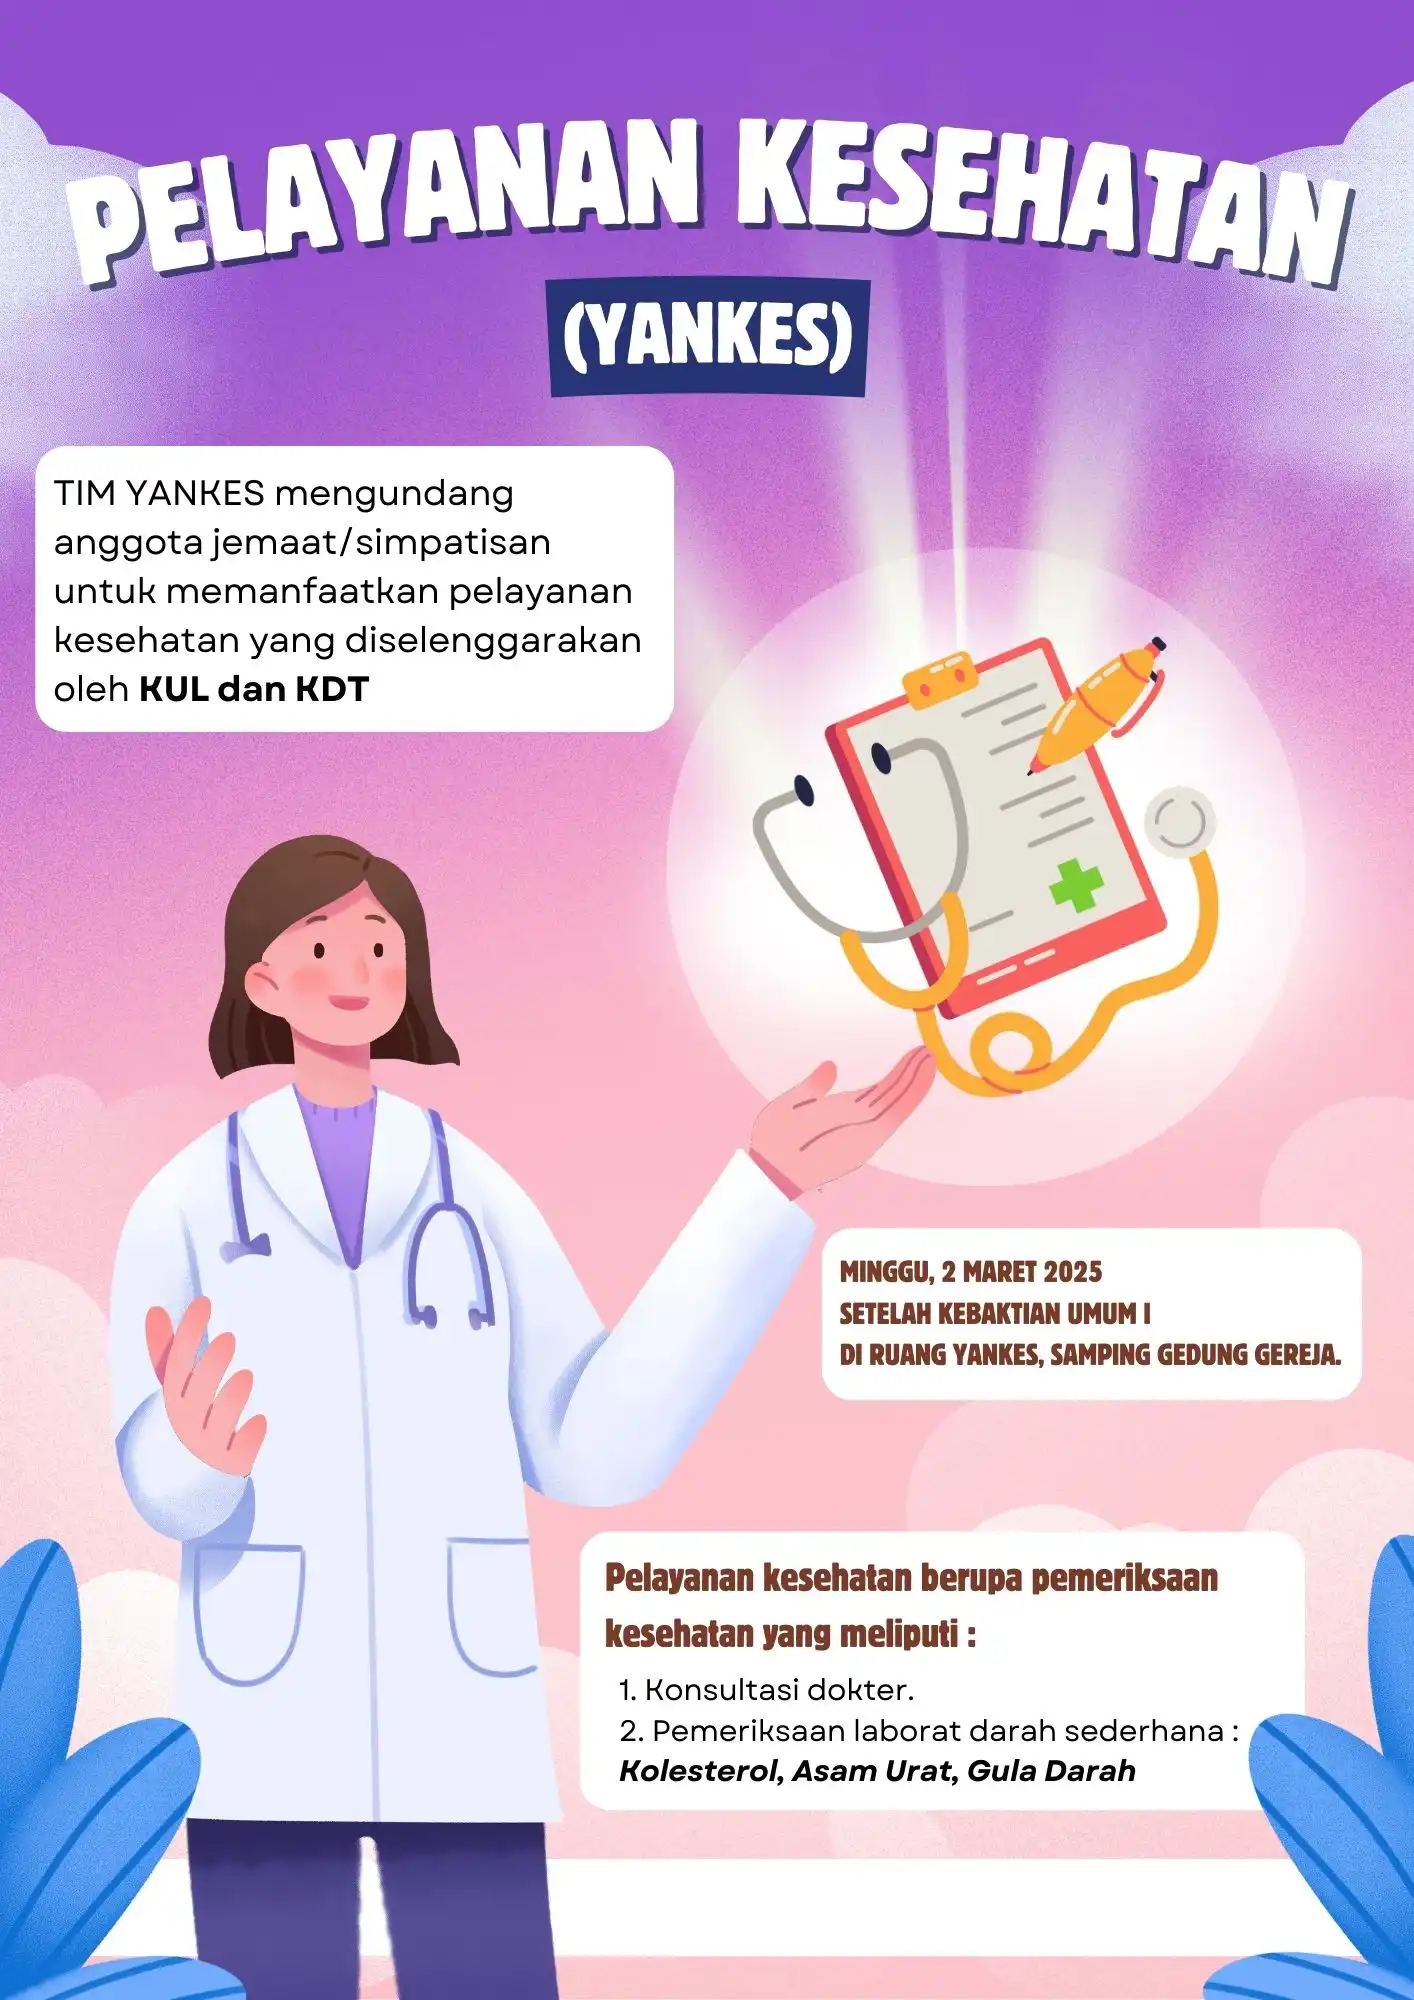 PELAYANAN KESEHATAN
(YANKES)
TIM YANKES mengundang
anggota jemaat/simpatisan
untuk memanfaatkan pelayanan
kesehatan yang diselenggarakan
oleh KUL dan KDT
MINGGU, 2 MARET 2025
SETELAH KEBAKTIAN UMUM I
DI RUANG YANKES, SAMPING GEDUNG GEREJA.
Pelayanan kesehatan berupa pemeriksaan
kesehatan yang meliputi :
1. Konsultasi dokter.
2. Pemeriksaan laborat darah sederhana :
Kolesterol, Asam Urat, Gula Darah